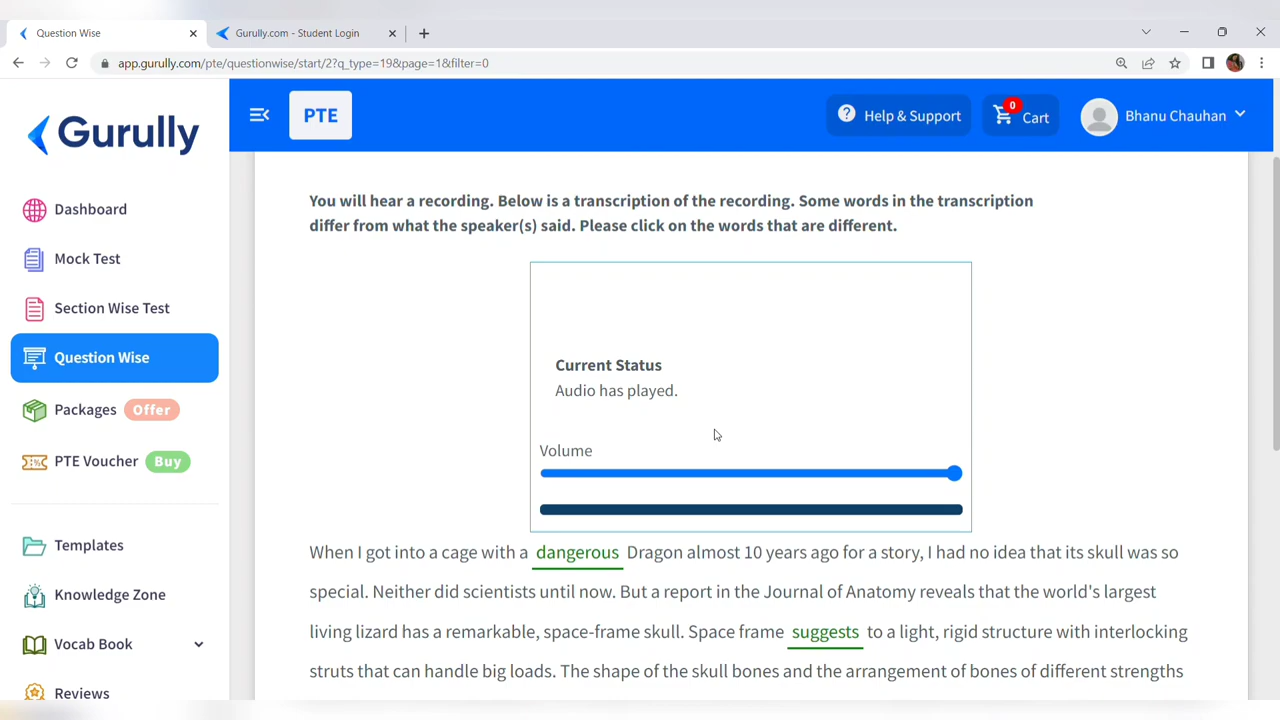 Question Wise
Gurully.com - Student Login
app.gurully.com/pte/questionwise/start/2?q_type=19&page=1&filter=0
Gurully
PTE
Help & Support
0
Cart
Bhanu Chauhan
Dashboard
Mock Test
Section Wise Test
Question Wise
Packages Offer
PTE Voucher Buy
Templates
Knowledge Zone
Vocab Book
Reviews
You will hear a recording. Below is a transcription of the recording. Some words in the transcription
differ from what the speaker(s) said. Please click on the words that are different.
Current Status
Audio has played.
Volume
When I got into a cage with a dangerous Dragon almost 10 years ago for a story, I had no idea that its skull was so
special. Neither did scientists until now. But a report in the Journal of Anatomy reveals that the world's largest
living lizard has a remarkable, space-frame skull. Space frame suggests to a light, rigid structure with interlocking
struts that can handle big loads. The shape of the skull bones and the arrangement of bones of different strengths